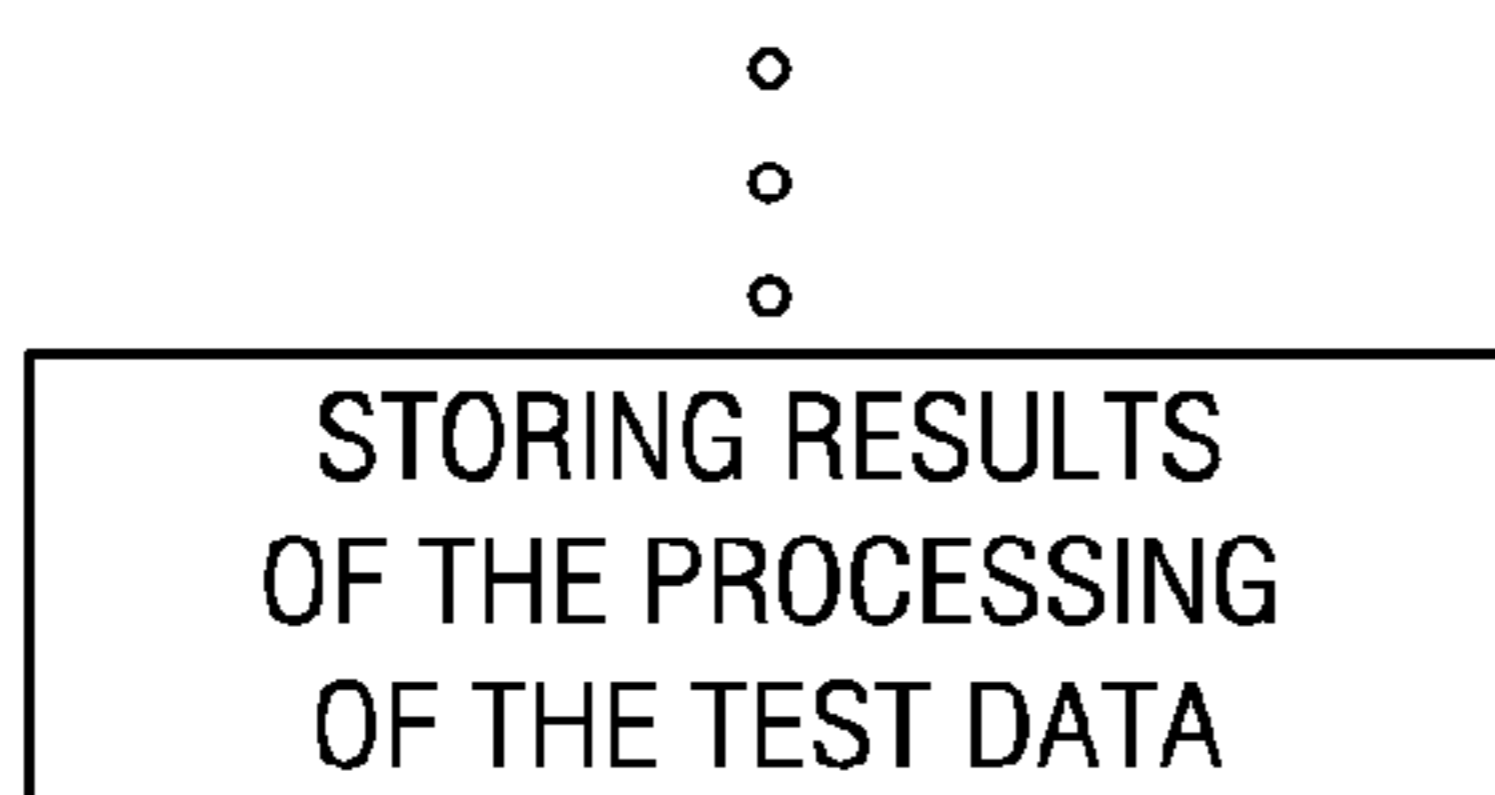 STORING RESULTS
OF THE PROCESSING
OF THE TEST DATA